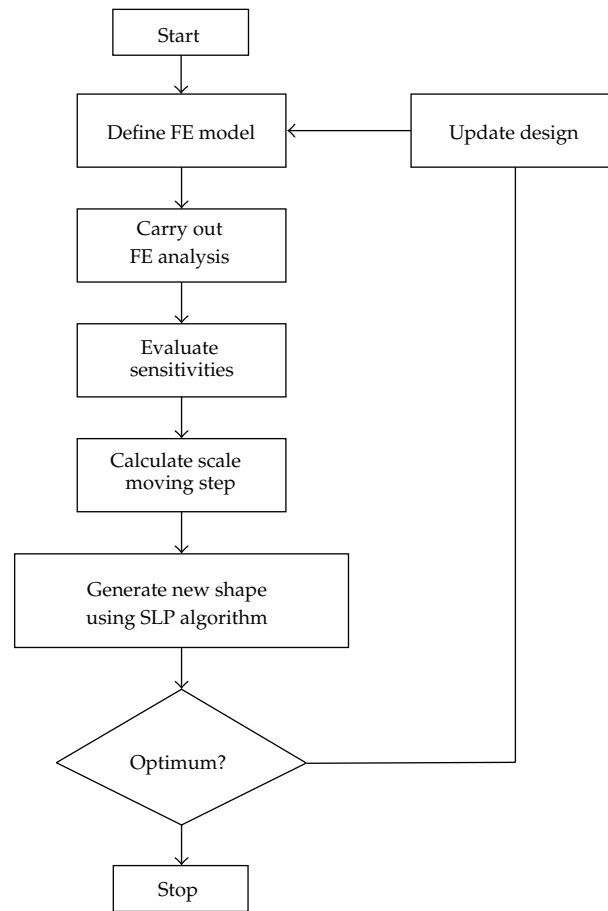 Start
Define FE model
Update design
Carry out
FE analysis
Evaluate
sensitivities
Calculate scale
moving step
Generate new shape
using SLP algorithm
Optimum?
Stop